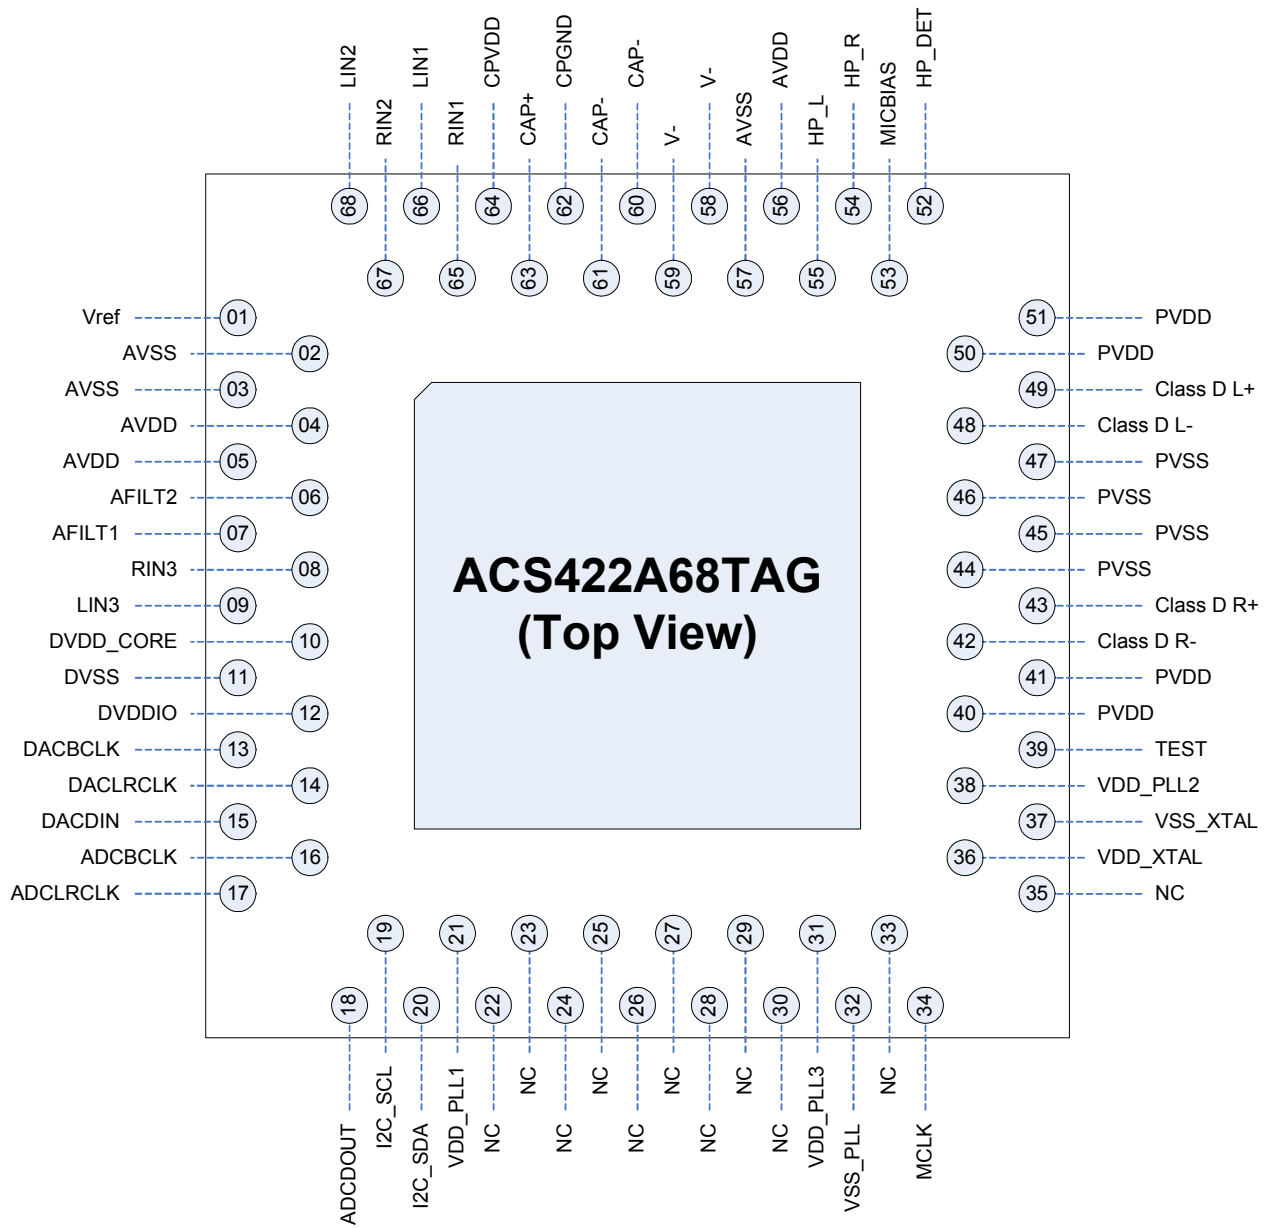 LIN2
RIN2
LIN1
RIN1
CPVDD
CAP+
CPGND
CAP-
CAP-
V-
V-
AVSS
AVDD
HP_L
HP_R
MICBIAS
HP_DET
68
67
66
65
64
63
62
61
60
59
58
57
56
55
54
53
52
Vref 01
AVSS 02
AVSS 03
AVDD 04
AVDD 05
AFILT2 06
AFILT1 07
RIN3 08
LIN3 09
DVDD_CORE 10
DVSS 11
DVDDIO 12
DACBCLK 13
DACLRCLK 14
DACDIN 15
ADCBCLK 16
ADCLRCLK 17
ACS422A68TAG
(Top View)
51 PVDD
50 PVDD
49 Class D L+
48 Class D L-
47 PVSS
46 PVSS
45 PVSS
44 PVSS
43 Class D R+
42 Class D R-
41 PVDD
40 PVDD
39 TEST
38 VDD_PLL2
37 VSS_XTAL
36 VDD_XTAL
35 NC
18
19
20
21
22
23
24
25
26
27
28
29
30
31
32
33
34
ADCDOUT
I2C_SCL
I2C_SDA
VDD_PLL1
NC
NC
NC
NC
NC
NC
NC
NC
NC
VDD_PLL3
VSS_PLL
NC
MCLK